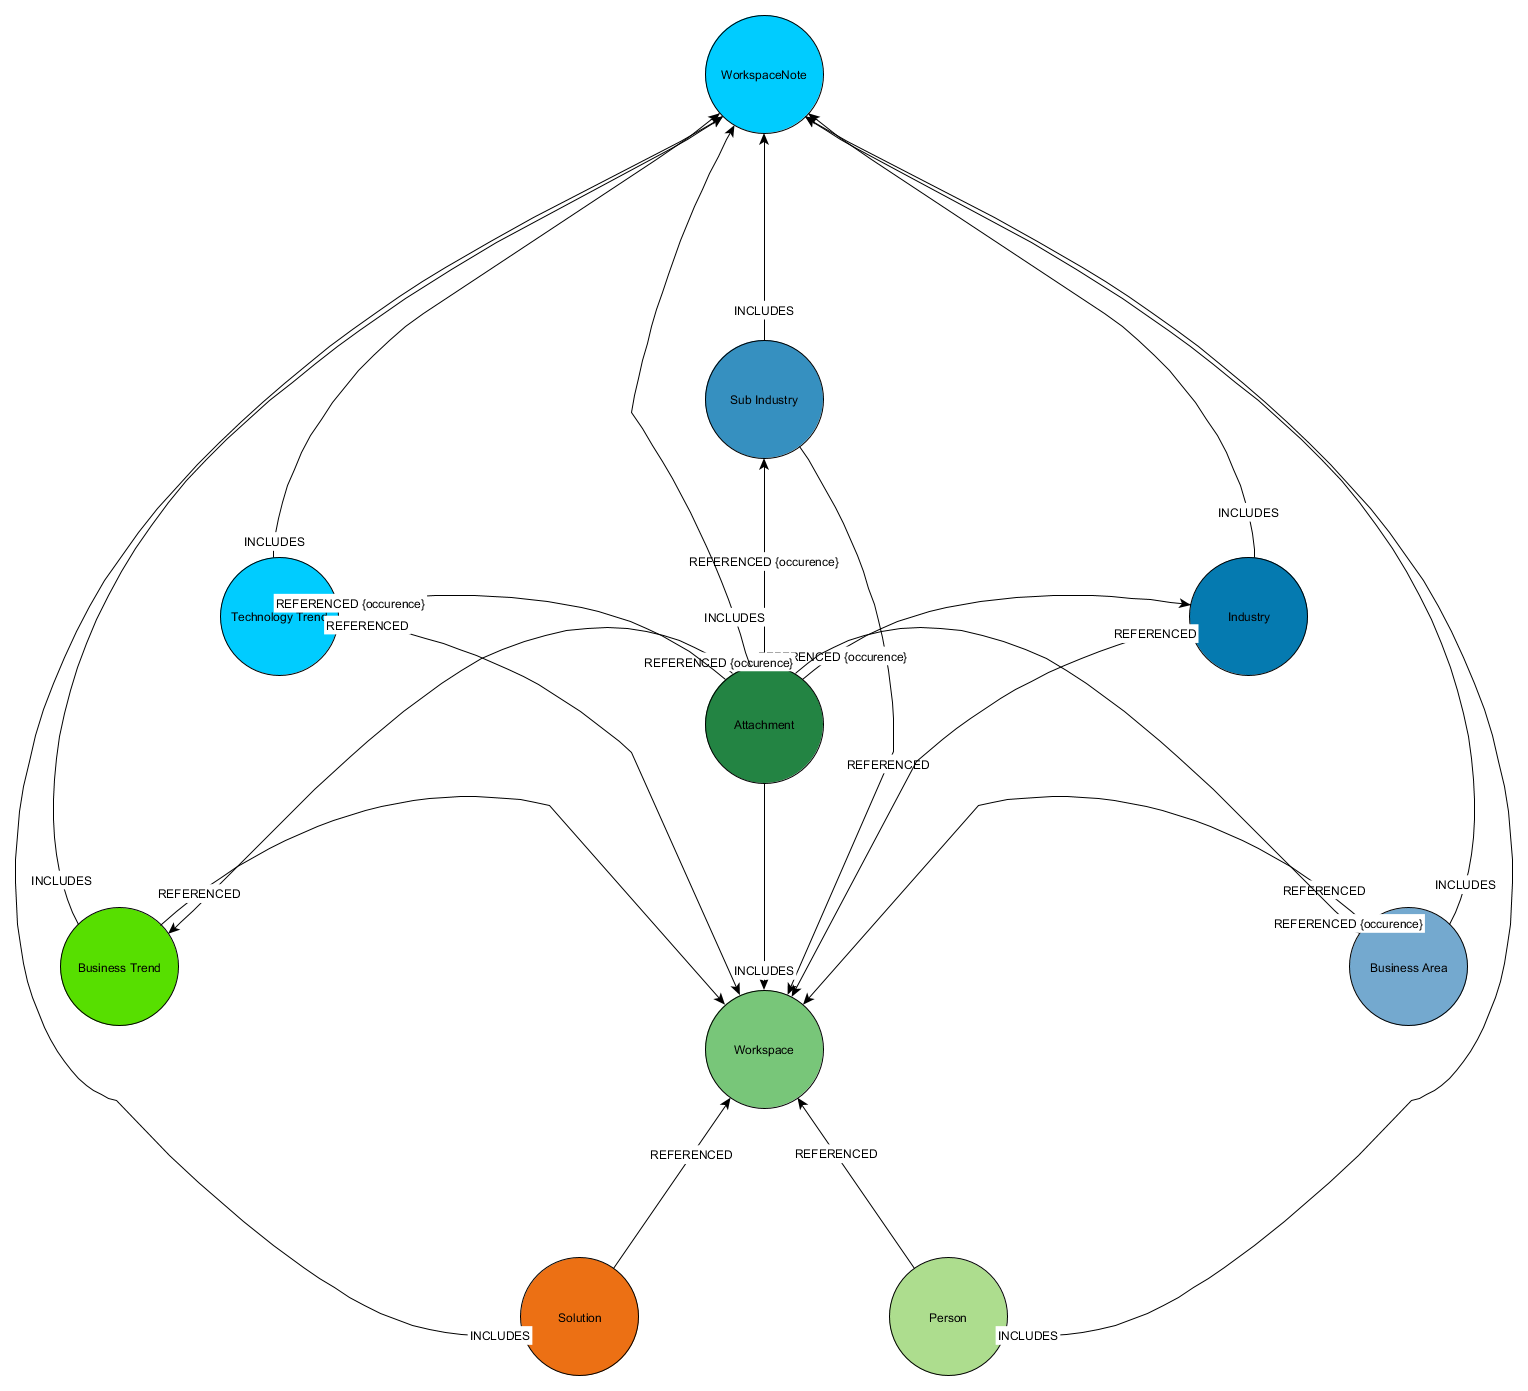 WorkspaceNote
INCLUDES
Sub Industry
INCLUDES
INCLUDES
REFERENCED {occurence}
REFERENCED {occurence}
Technology Trend
INCLUDES
Industry
REFERENCED
REFERENCED
REFERENCED {occurence}
{occurence}
Attachment
REFERENCED
INCLUDES
REFERENCED
REFERENCED
INCLUDES
REFERENCED {occurence}
Business Trend
INCLUDES
Business Area
Workspace
REFERENCED
REFERENCED
Solution
Person
INCLUDES
INCLUDES